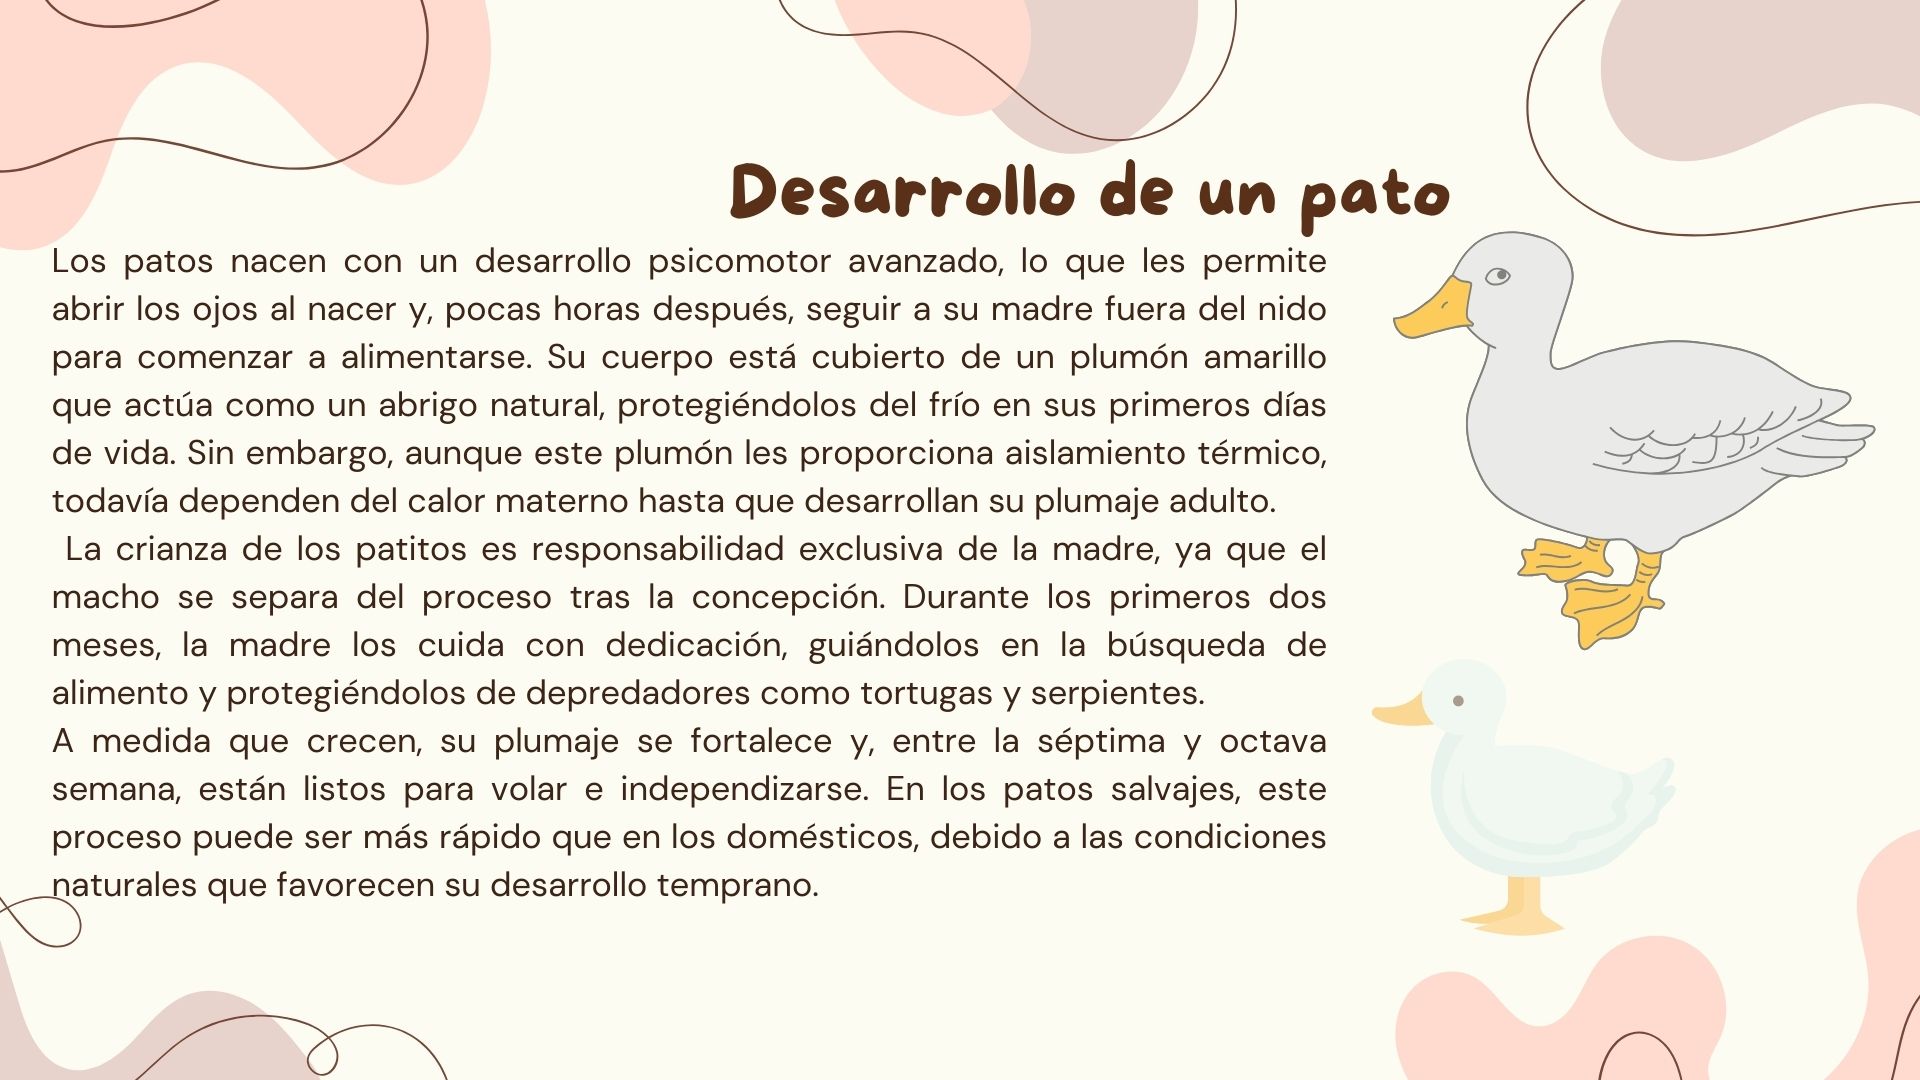 Desarrollo de un pato
Los patos nacen con un desarrollo psicomotor avanzado, lo que les permite
abrir los ojos al nacer y, pocas horas después, seguir a su madre fuera del nido
para comenzar a alimentarse. Su cuerpo está cubierto de un plumón amarillo
que actúa como un abrigo natural, protegiéndolos del frío en sus primeros días
de vida. Sin embargo, aunque este plumón les proporciona aislamiento térmico,
todavía dependen del calor materno hasta que desarrollan su plumaje adulto.
La crianza de los patitos es responsabilidad exclusiva de la madre, ya que el
macho se separa del proceso tras la concepción. Durante los primeros dos
meses, la madre los cuida con dedicación, guiándolos en la búsqueda de
alimento y protegiéndolos de depredadores como tortugas y serpientes.
A medida que crecen, su plumaje se fortalece y, entre la séptima y octava
semana, están listos para volar e independizarse. En los patos salvajes, este
proceso puede ser más rápido que en los domésticos, debido a las condiciones
naturales que favorecen su desarrollo temprano.